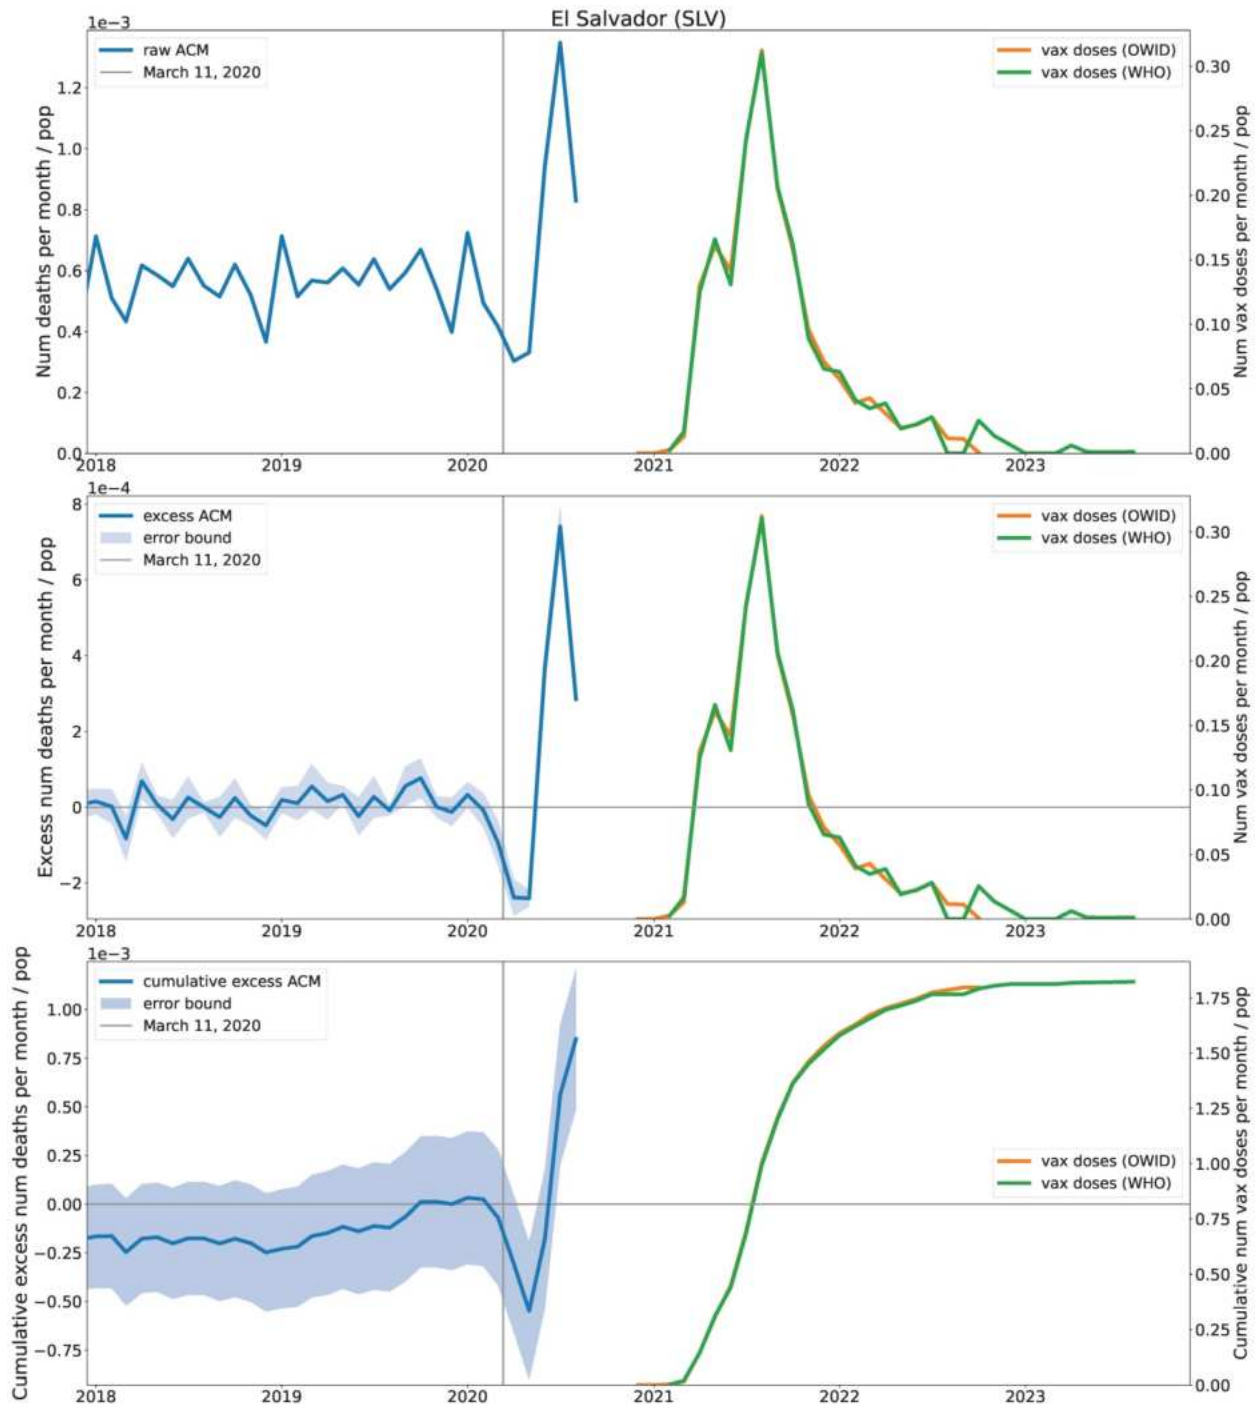 El Salvador (SLV)
1e−3
raw ACM
March 11, 2020
vax doses (OWID)
vax doses (WHO)
Num deaths per month / pop
1.2
1.0
0.8
0.6
0.4
0.2
0.0
Num vax doses per month / pop
0.30
0.25
0.20
0.15
0.10
0.05
0.00
2018 2019 2020 2021 2022 2023
1e−4
excess ACM
error bound
March 11, 2020
vax doses (OWID)
vax doses (WHO)
Excess num deaths per month / pop
8
6
4
2
0
−2
Num vax doses per month / pop
0.30
0.25
0.20
0.15
0.10
0.05
0.00
2018 2019 2020 2021 2022 2023
1e−3
cumulative excess ACM
error bound
March 11, 2020
vax doses (OWID)
vax doses (WHO)
Cumulative excess num deaths per month / pop
1.00
0.75
0.50
0.25
0.00
−0.25
−0.50
−0.75
Cumulative num vax doses per month / pop
1.75
1.50
1.25
1.00
0.75
0.50
0.25
0.00
2018 2019 2020 2021 2022 2023